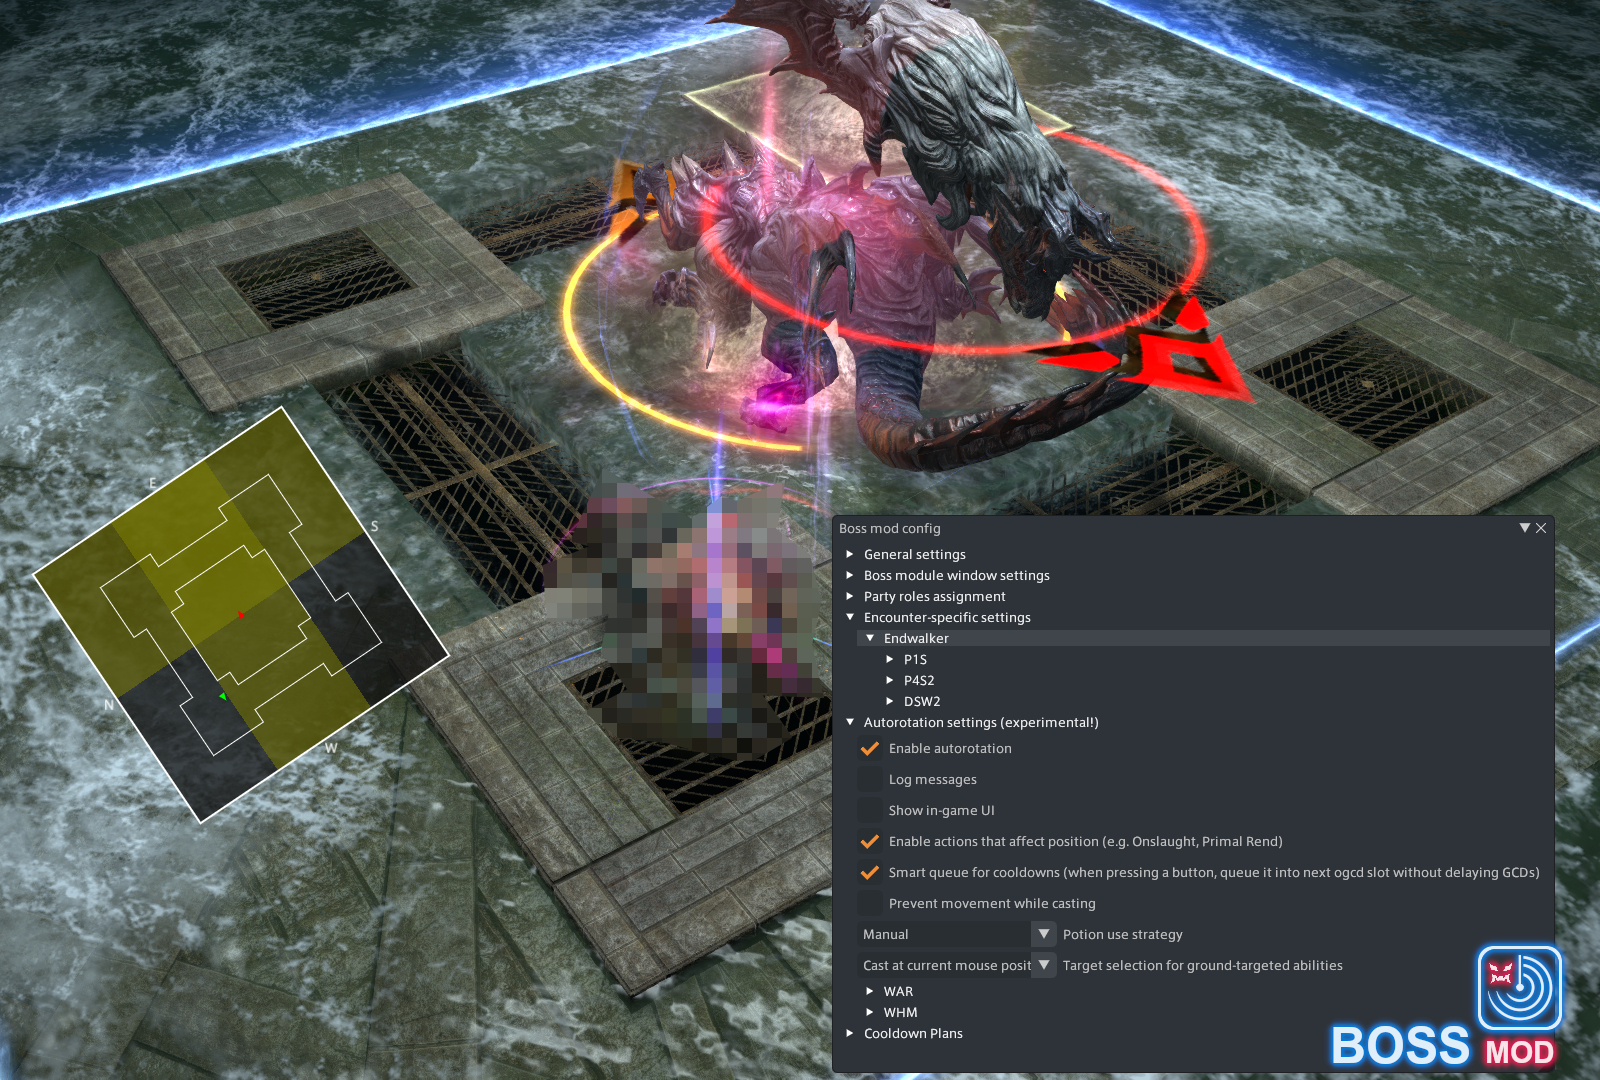 E
S
N
W
Boss mod config
General settings
Boss module window settings
Party roles assignment
Encounter-specific settings
Endwalker
P1S
P4S2
DSW2
Autorotation settings (experimental!)
Enable autorotation
Log messages
Show in-game UI
Enable actions that affect position (e.g. Onslaught, Primal Rend)
Smart queue for cooldowns (when pressing a button, queue it into next ogcd slot without delaying GCDs)
Prevent movement while casting
Manual Potion use strategy
Cast at current mouse posit Target selection for ground-targeted abilities
WAR
WHM
Cooldown Plans
BOSS MOD